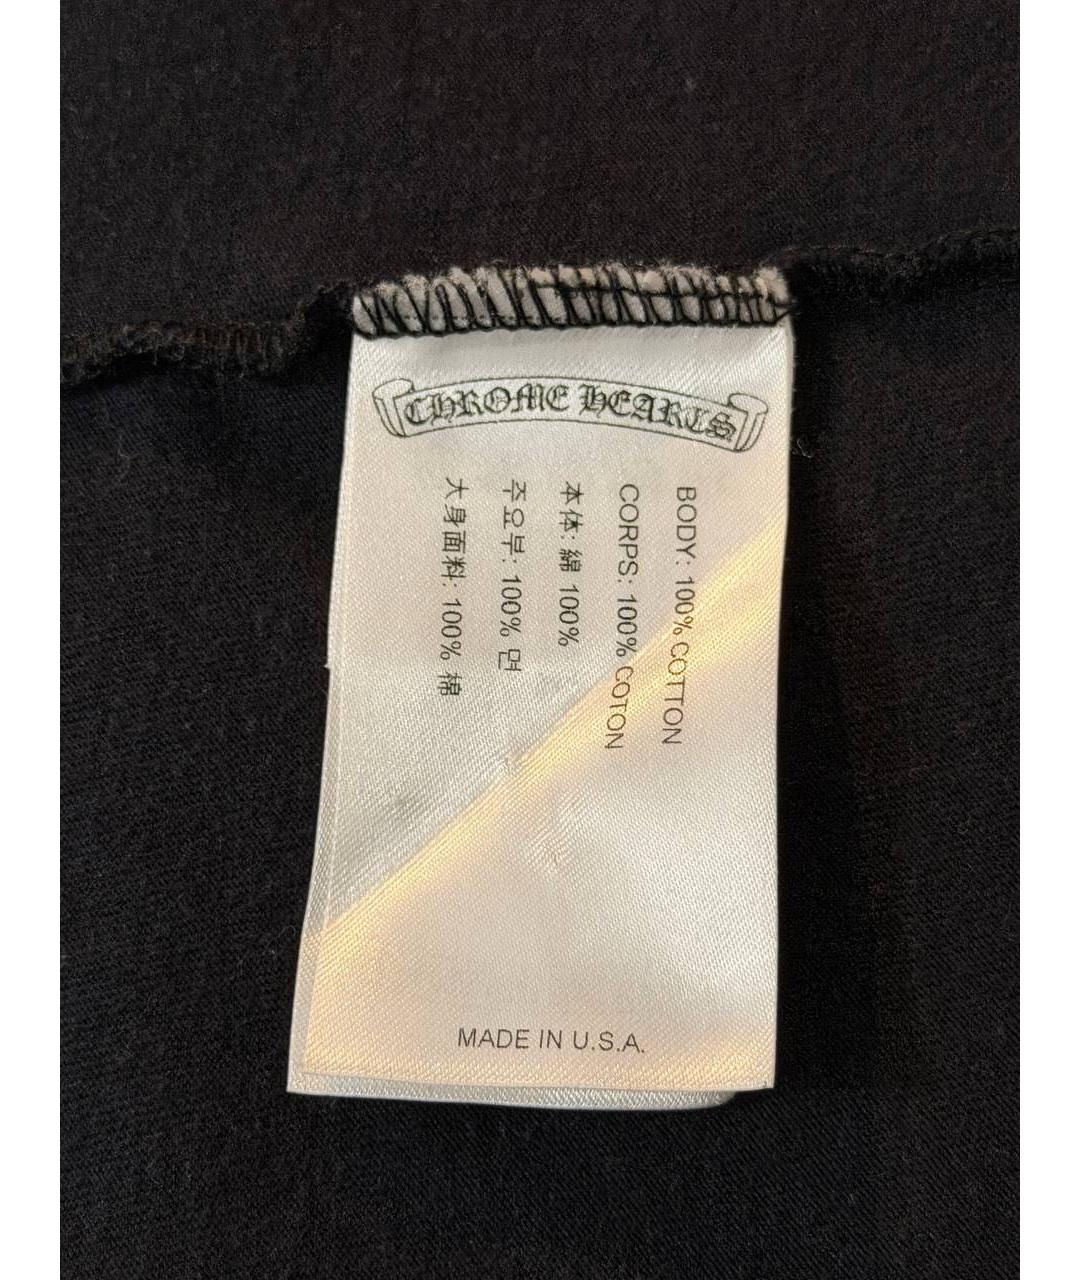 CHROME HEARTS
BODY: 100% COTTON
CORPS: 100% COTON
本体: 綿 100%
주요부: 100% 면
大身面料: 100% 棉
MADE IN U.S.A.